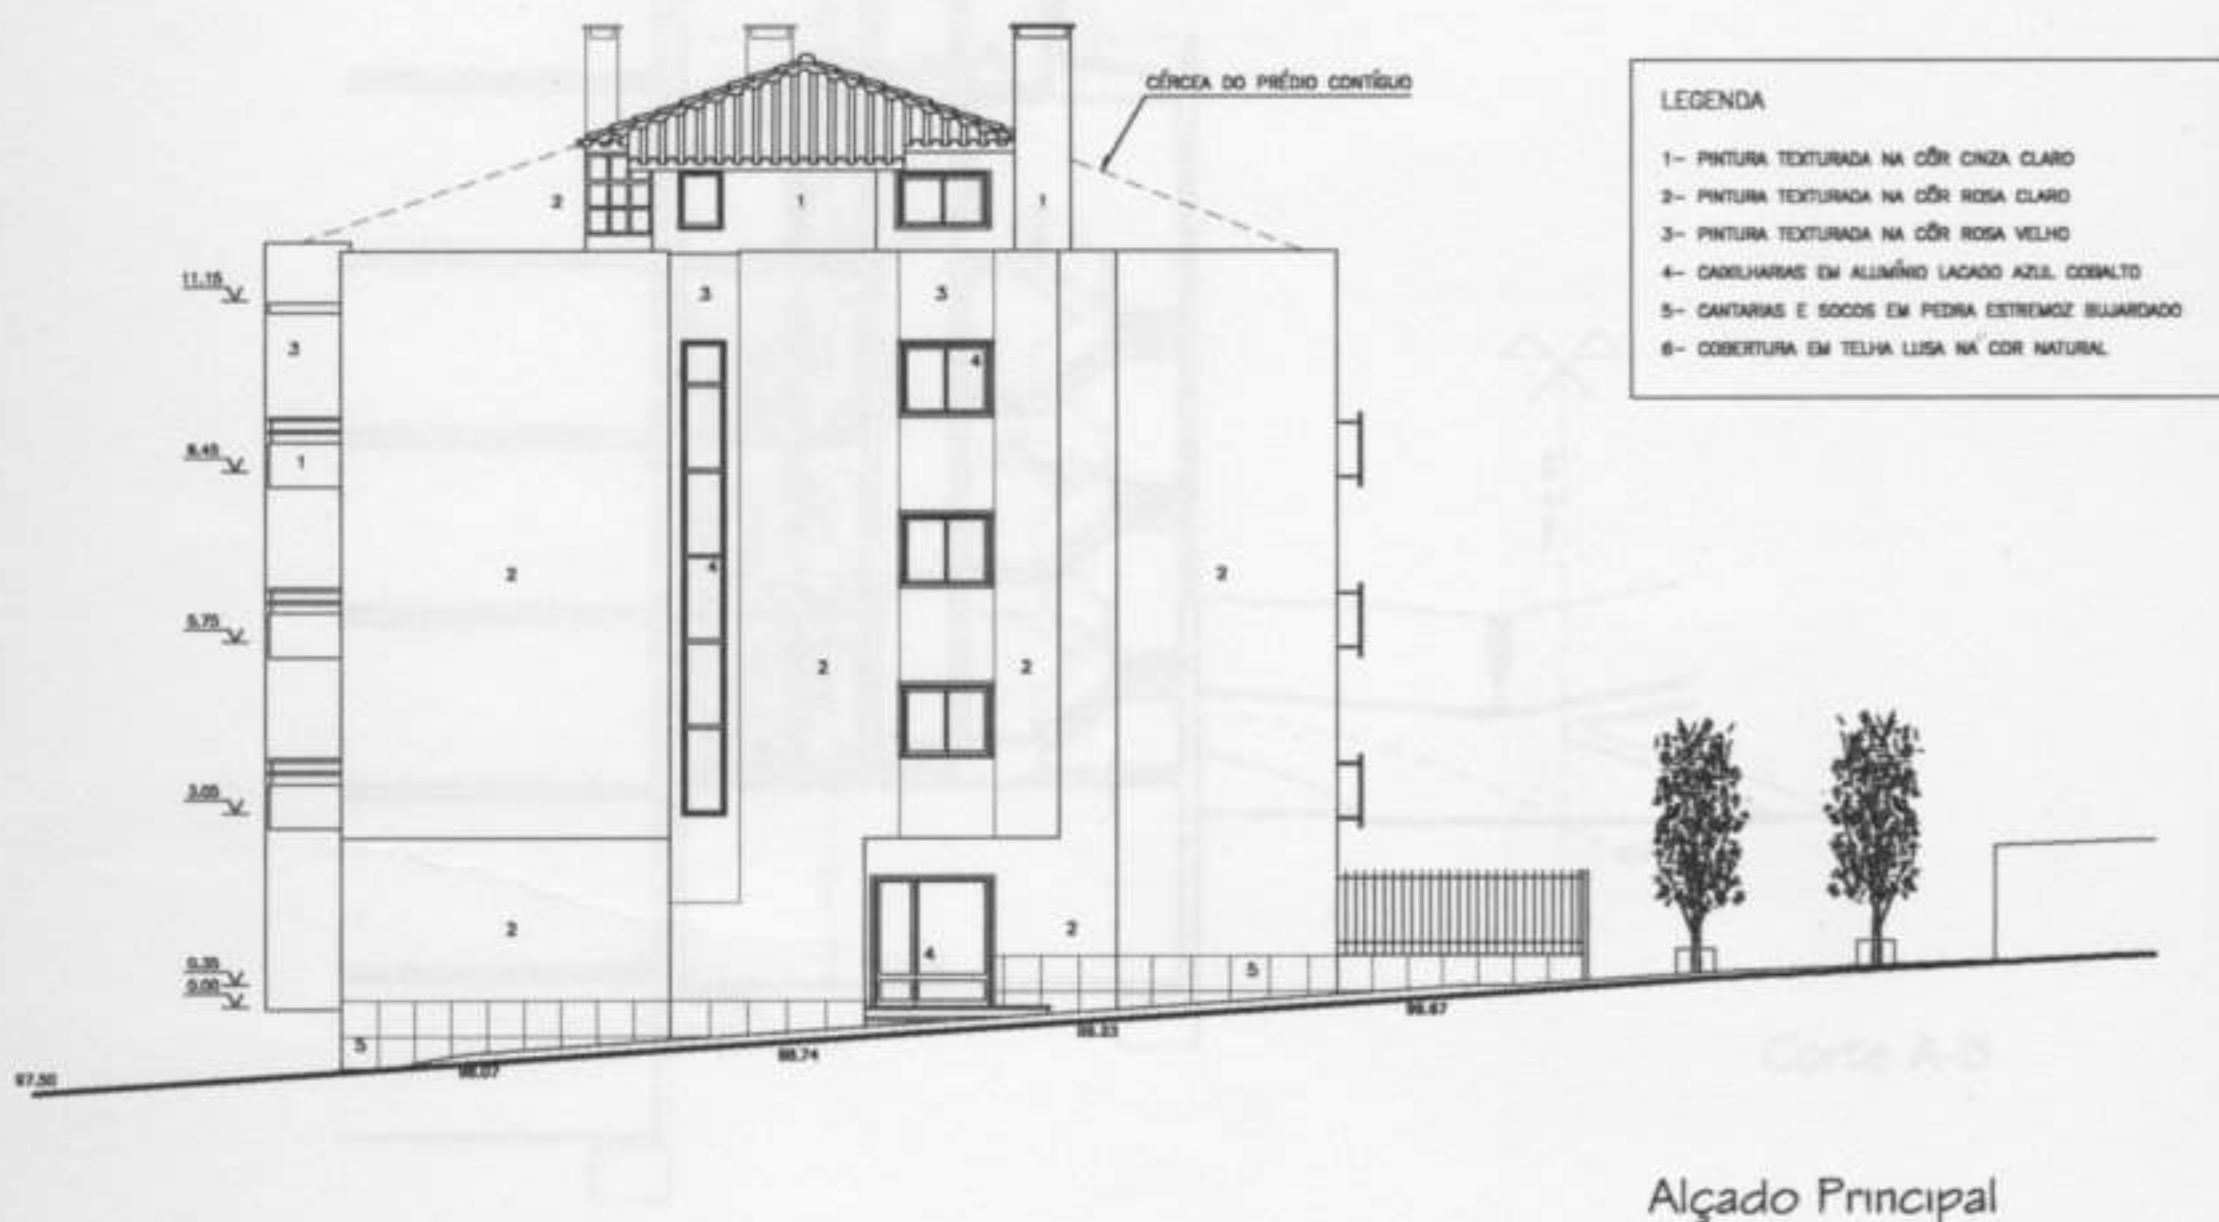 CÉRCEA DO PRÉDIO CONTÍGUO
LEGENDA
1- PINTURA TEXTURADA NA CÔR CINZA CLARO
2- PINTURA TEXTURADA NA CÔR ROSA CLARO
3- PINTURA TEXTURADA NA CÔR ROSA VELHO
4- CAIXILHARIAS EM ALUMÍNIO LACADO AZUL COBALTO
5- CANTARIAS E SOCOS EM PEDRA ESTREMOZ BUJARDADO
6- COBERTURA EM TELHA LUSA NA COR NATURAL
2
1
1
11.15
3
3
3
4
8.45
1
2
4
2
5.75
2
2
3.05
2
4
2
0.35
5
0.00
5
97.50
98.07
98.74
99.33
99.67
Corte A-B
Alçado Principal